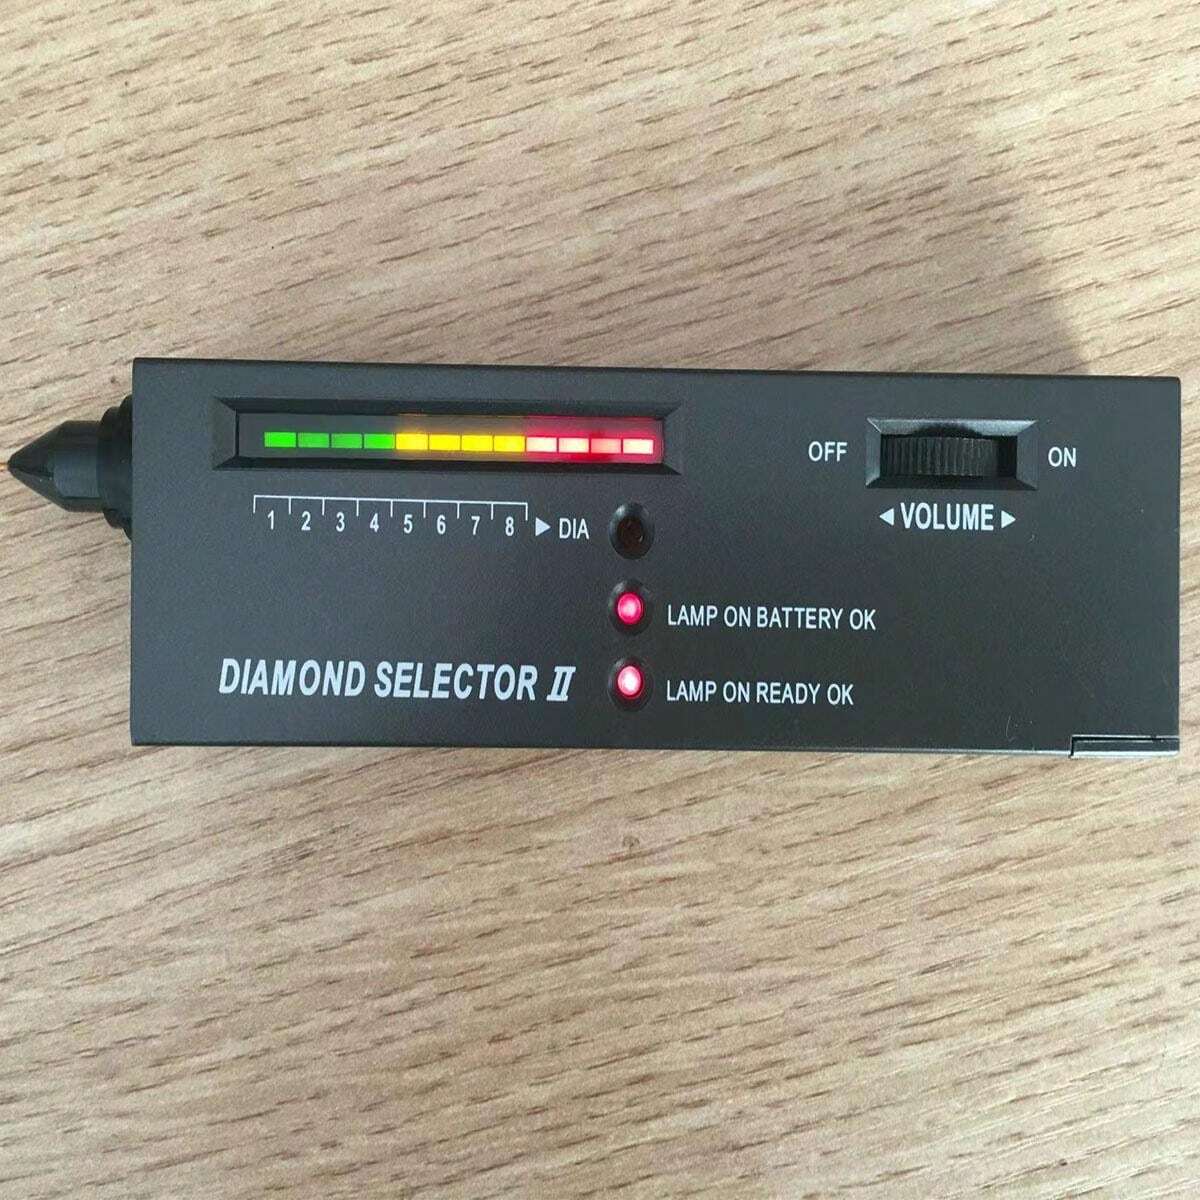 OFF
ON
◀ VOLUME ▶
1 2 3 4 5 6 7 8 ▶ DIA
LAMP ON BATTERY OK
DIAMOND SELECTOR II
LAMP ON READY OK